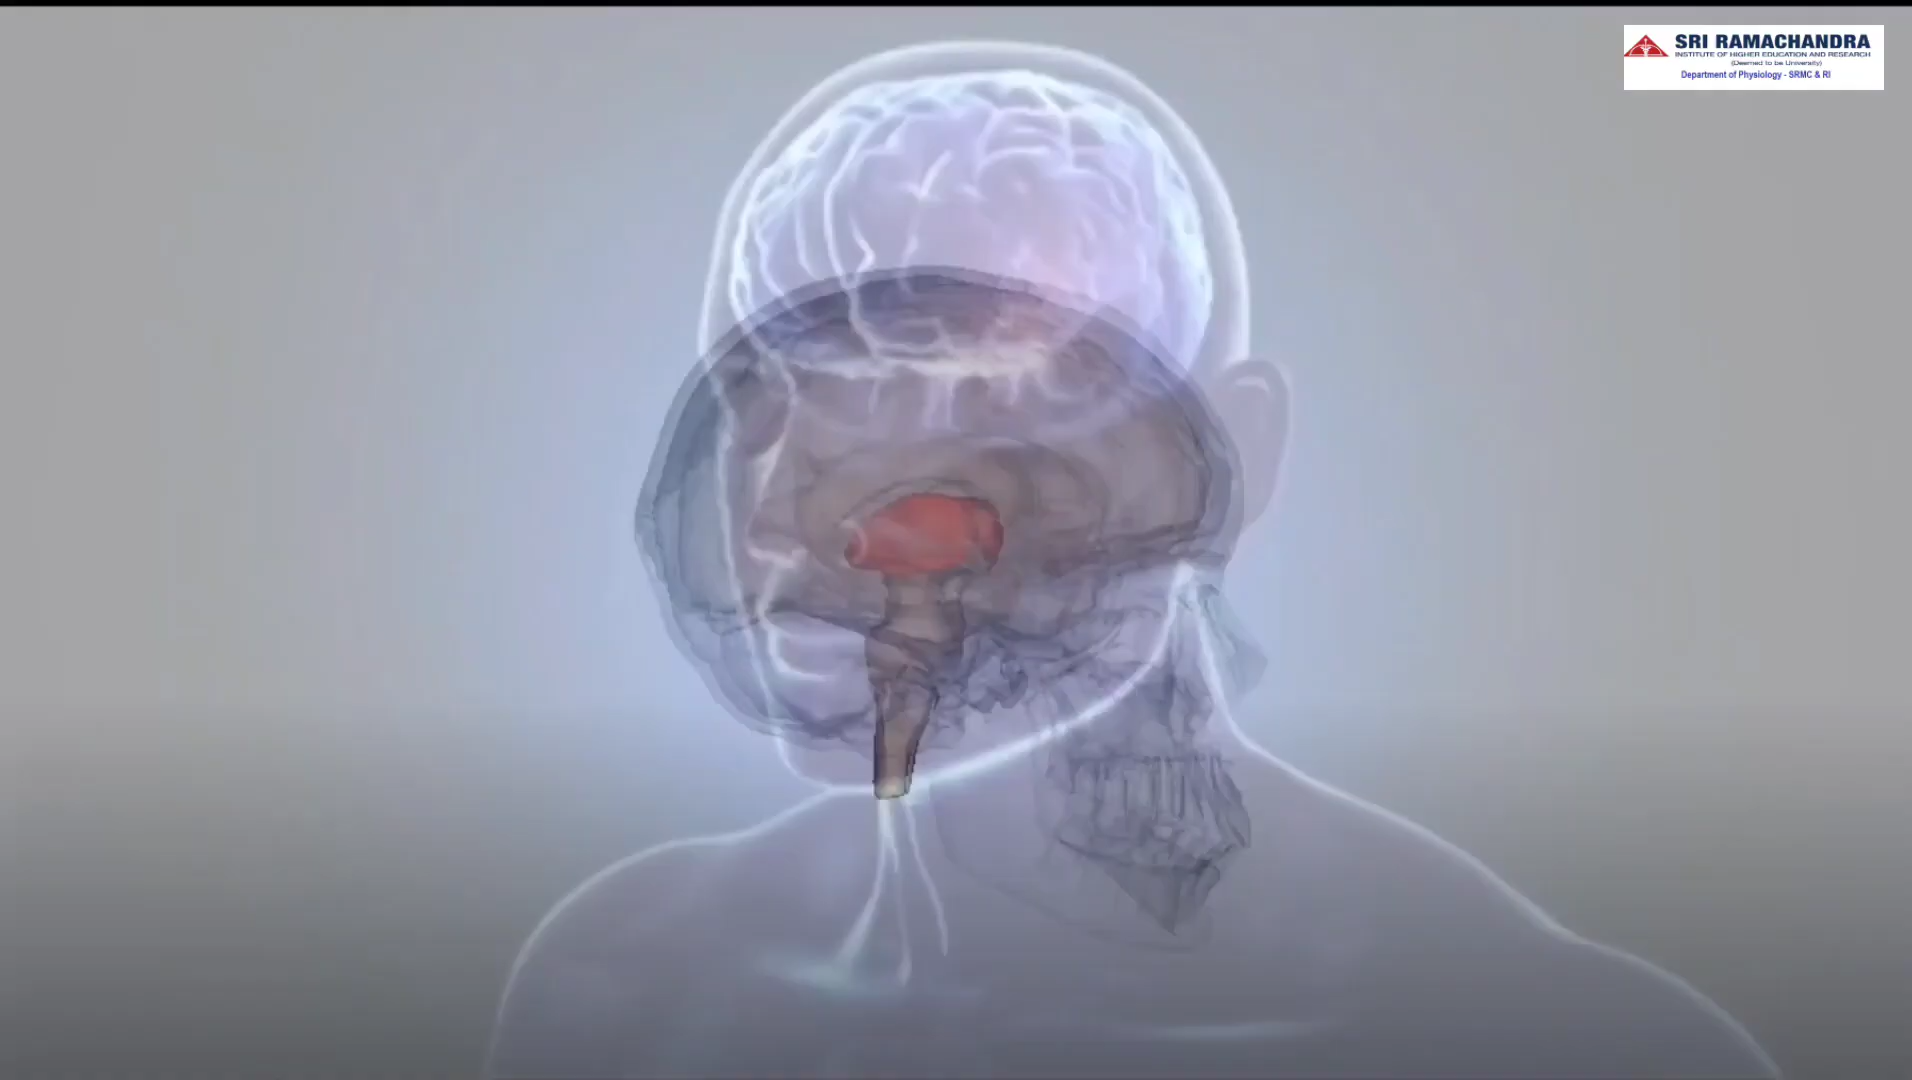 SRI RAMACHANDRA
INSTITUTE OF HIGHER EDUCATION AND RESEARCH
(Deemed to be University)
Department of Physiology - SRMC & RI